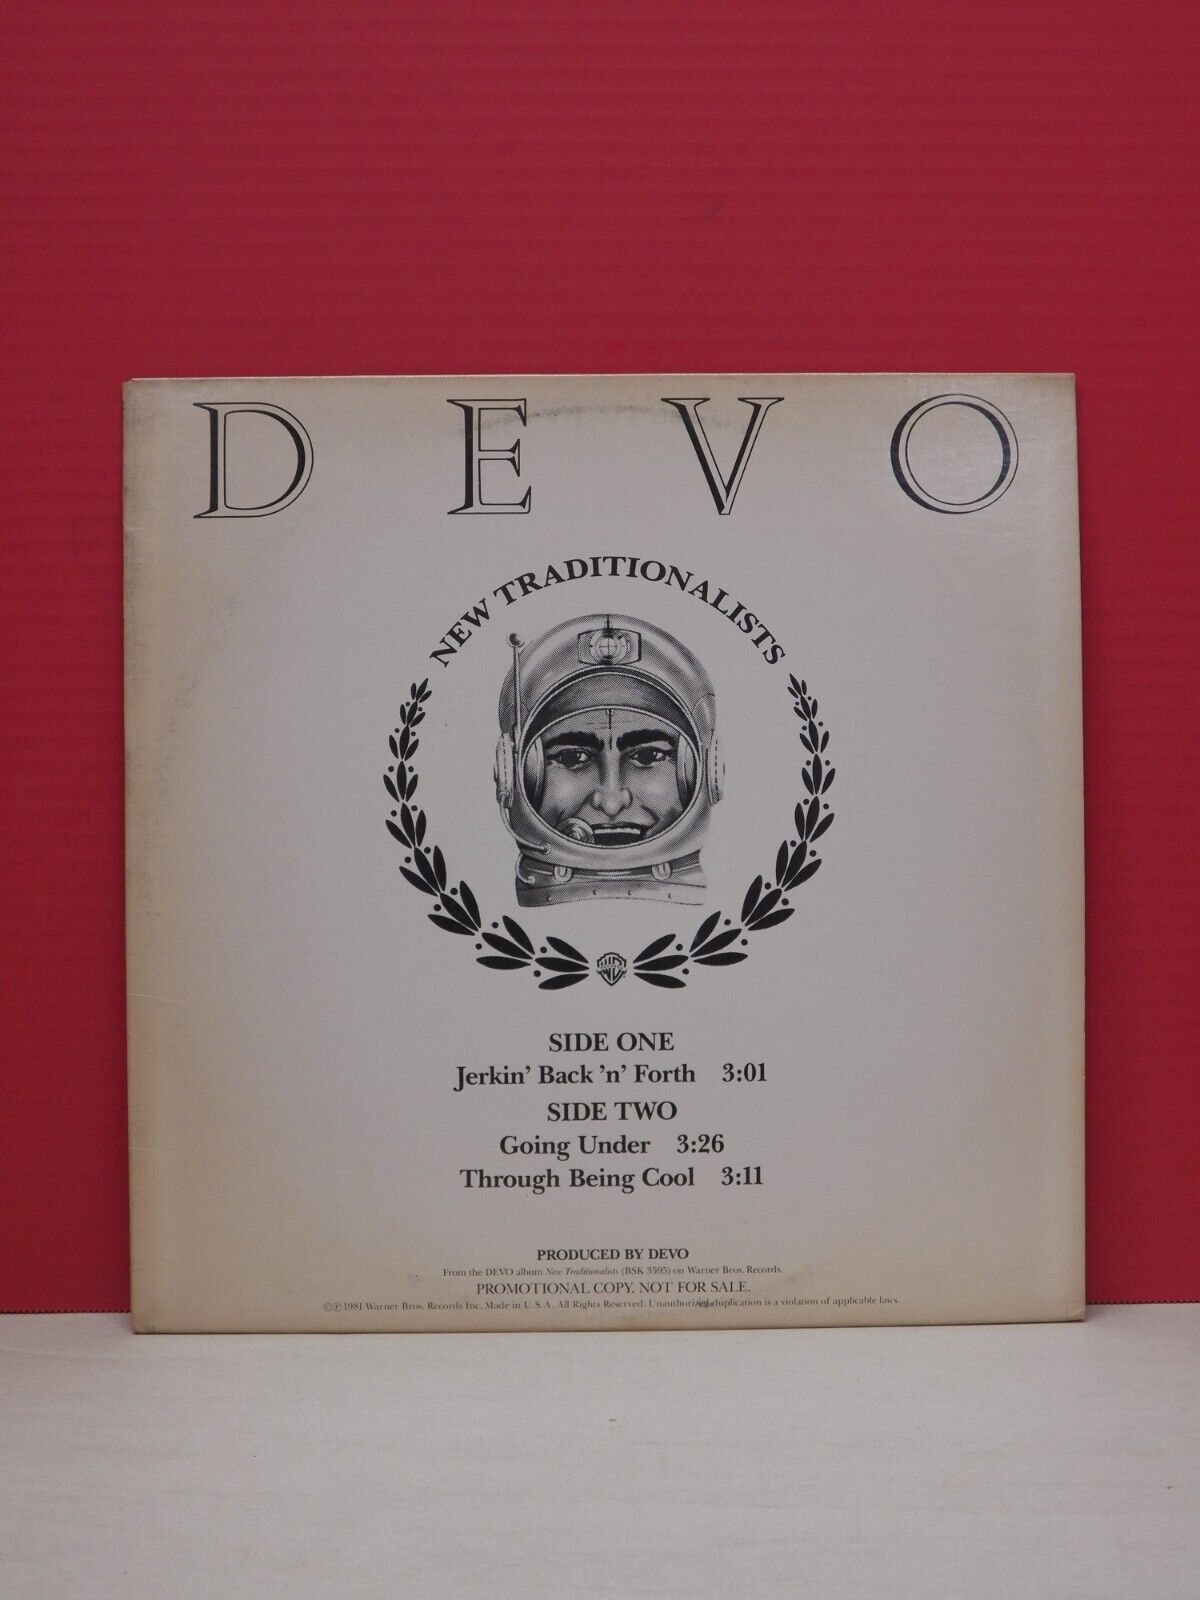 DEVO
NEW TRADITIONALISTS
SIDE ONE
Jerkin' Back 'n' Forth 3:01
SIDE TWO
Going Under 3:26
Through Being Cool 3:11
PRODUCED BY DEVO
From the DEVO album New Traditionalists (BSK 3595) on Warner Bros. Records.
PROMOTIONAL COPY. NOT FOR SALE.
©℗ 1981 Warner Bros. Records Inc. Made in U.S.A. All Rights Reserved. duplication is a violation of applicable laws.